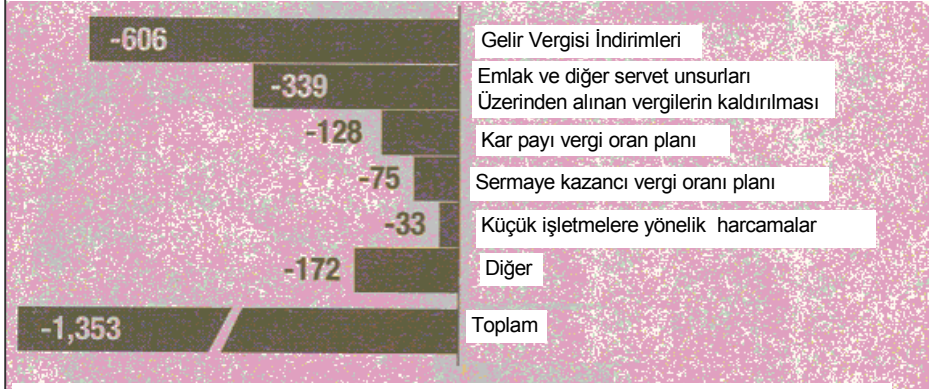 -606 Gelir Vergisi İndirimleri
-339 Emlak ve diğer servet unsurları
Üzerinden alınan vergilerin kaldırılması
-128 Kar payı vergi oran planı
-75 Sermaye kazancı vergi oranı planı
-33 Küçük işletmelere yönelik harcamalar
-172 Diğer
-1,353 Toplam